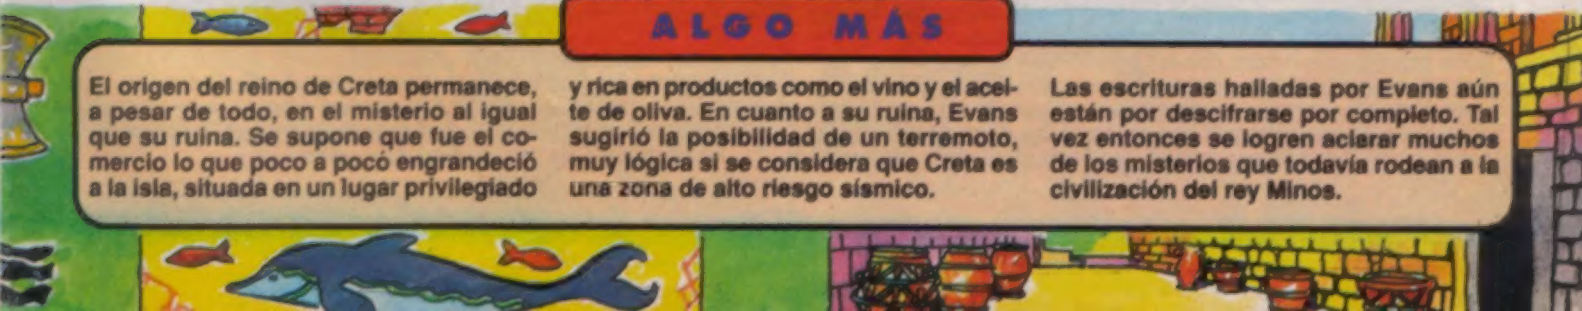 ALGO MÁS
El origen del reino de Creta permanece,
a pesar de todo, en el misterio al igual
que su ruina. Se supone que fue el co-
mercio lo que poco a pocó engrandeció
a la isla, situada en un lugar privilegiado
y rica en productos como el vino y el acei-
te de oliva. En cuanto a su ruina, Evans
sugirió la posibilidad de un terremoto,
muy lógica si se considera que Creta es
una zona de alto riesgo sísmico.
Las escrituras halladas por Evans aún
están por descifrarse por completo. Tal
vez entonces se logren aclarar muchos
de los misterios que todavía rodean a la
civilización del rey Minos.